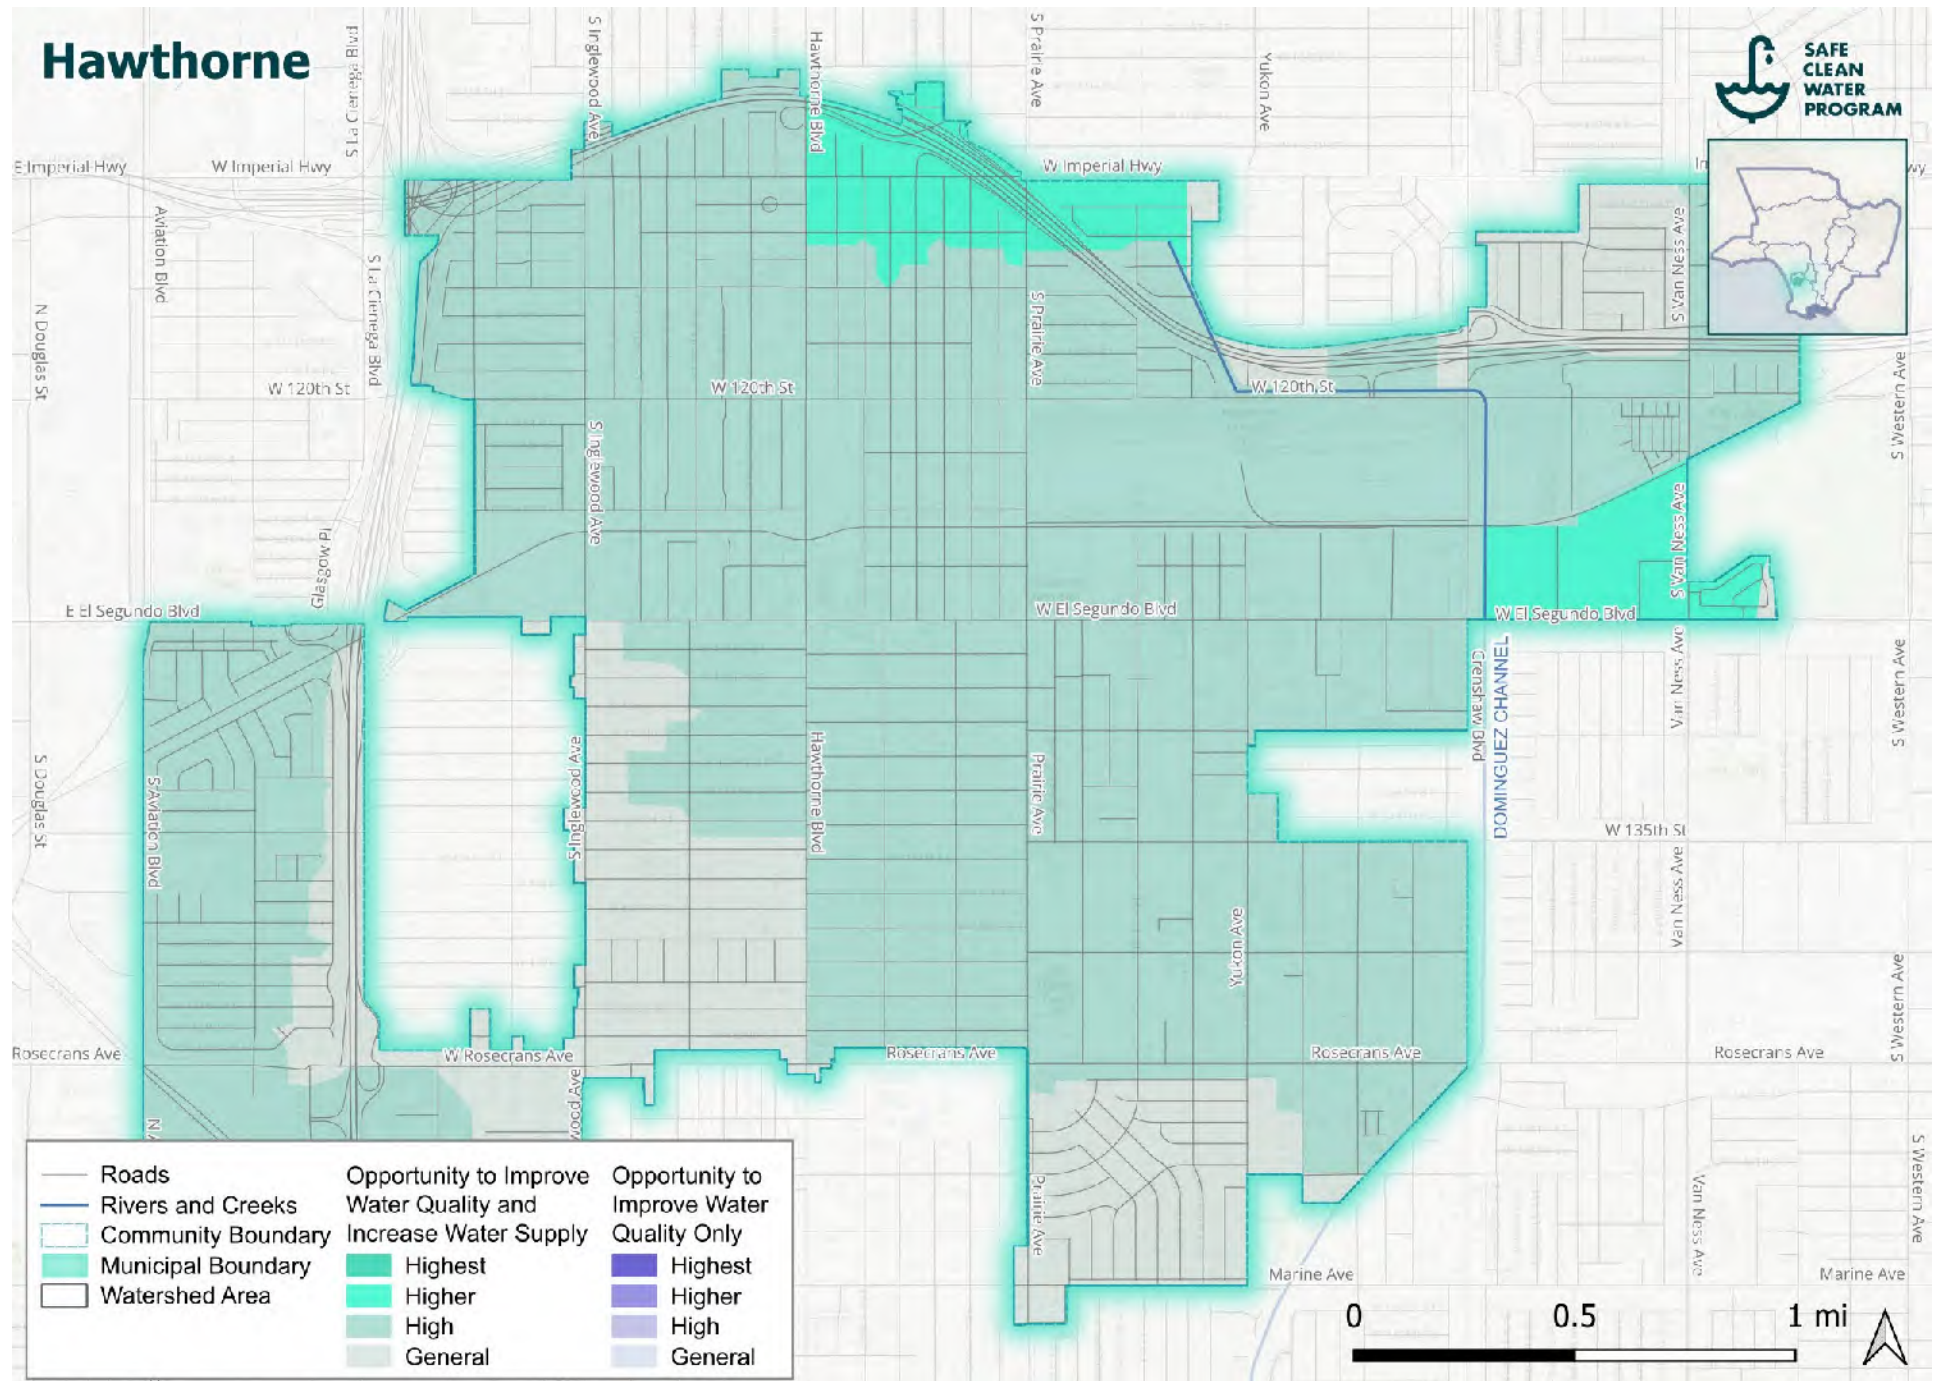 Hawthorne
SAFE
CLEAN
WATER
PROGRAM
S La Cienega Blvd
S Inglewood Ave
Hawthorne Blvd
S Prairie Ave
Yukon Ave
E Imperial Hwy
W Imperial Hwy
W Imperial Hwy
Aviation Blvd
S La Cienega Blvd
S Van Ness Ave
N Douglas St
S Prairie Ave
W 120th St
W 120th St
W 120th St
S Western Ave
S Inglewood Ave
Glasgow Pl
S Van Ness Ave
E El Segundo Blvd
W El Segundo Blvd
W El Segundo Blvd
Crenshaw Blvd
DOMINGUEZ CHANNEL
Van Ness Ave
S Western Ave
S Douglas St
S Aviation Blvd
S Inglewood Ave
Hawthorne Blvd
Prairie Ave
W 135th St
Van Ness Ave
Yukon Ave
S Western Ave
Rosecrans Ave
W Rosecrans Ave
Rosecrans Ave
Rosecrans Ave
Rosecrans Ave
wood Ave
N
Prairie Ave
Van Ness Ave
S Western Ave
Marine Ave
Marine Ave
Roads
Rivers and Creeks
Community Boundary
Municipal Boundary
Watershed Area
Opportunity to Improve
Water Quality and
Increase Water Supply
Highest
Higher
High
General
Opportunity to
Improve Water
Quality Only
Highest
Higher
High
General
0 0.5 1 mi